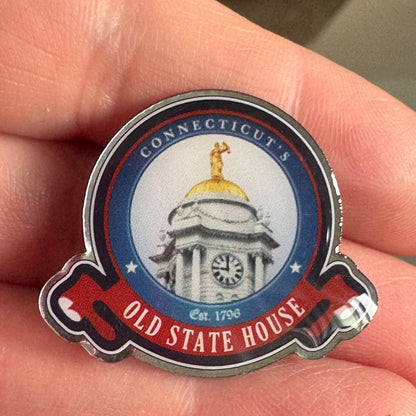 CONNECTICUT'S
Est. 1796
OLD STATE HOUSE